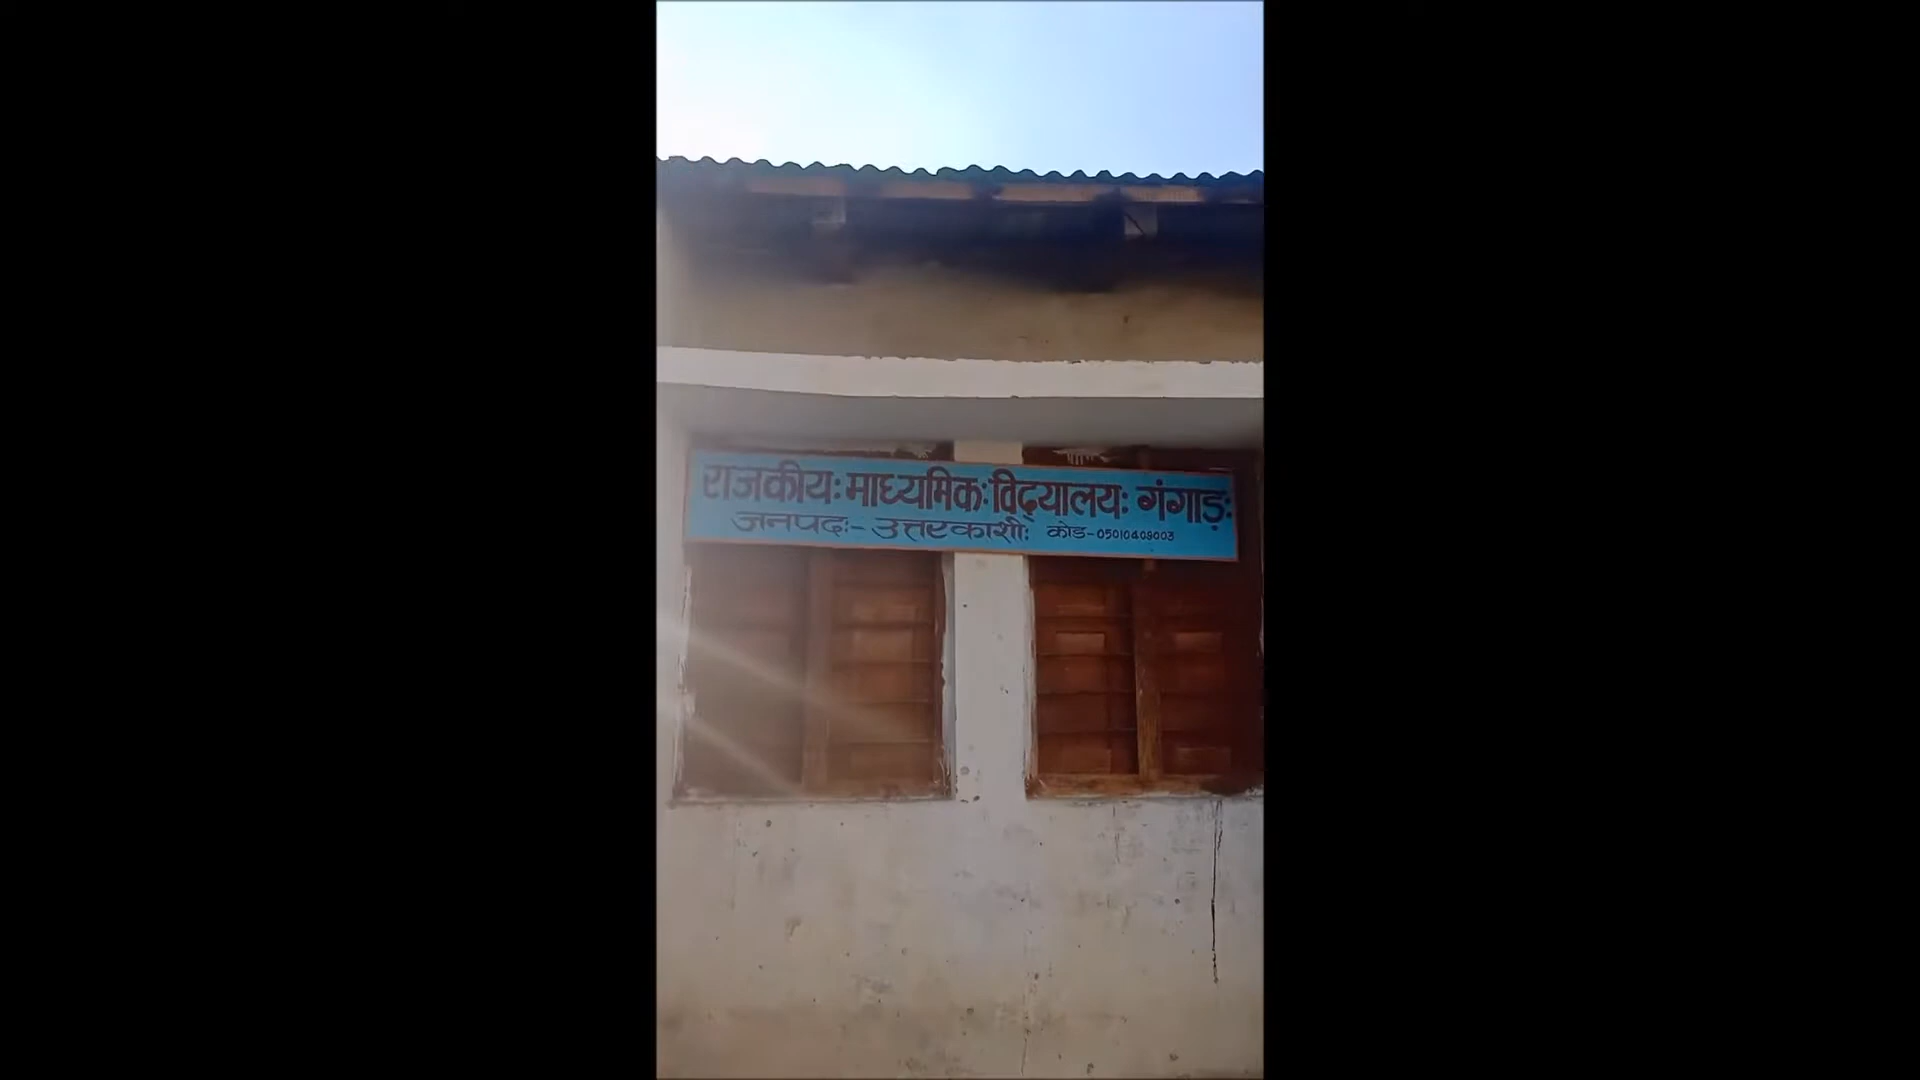 राजकीयः माध्यमिकः विद्‌यालयः गंगाड़ः
जनपदः- उत्तरकाशीः कोड-05010409003